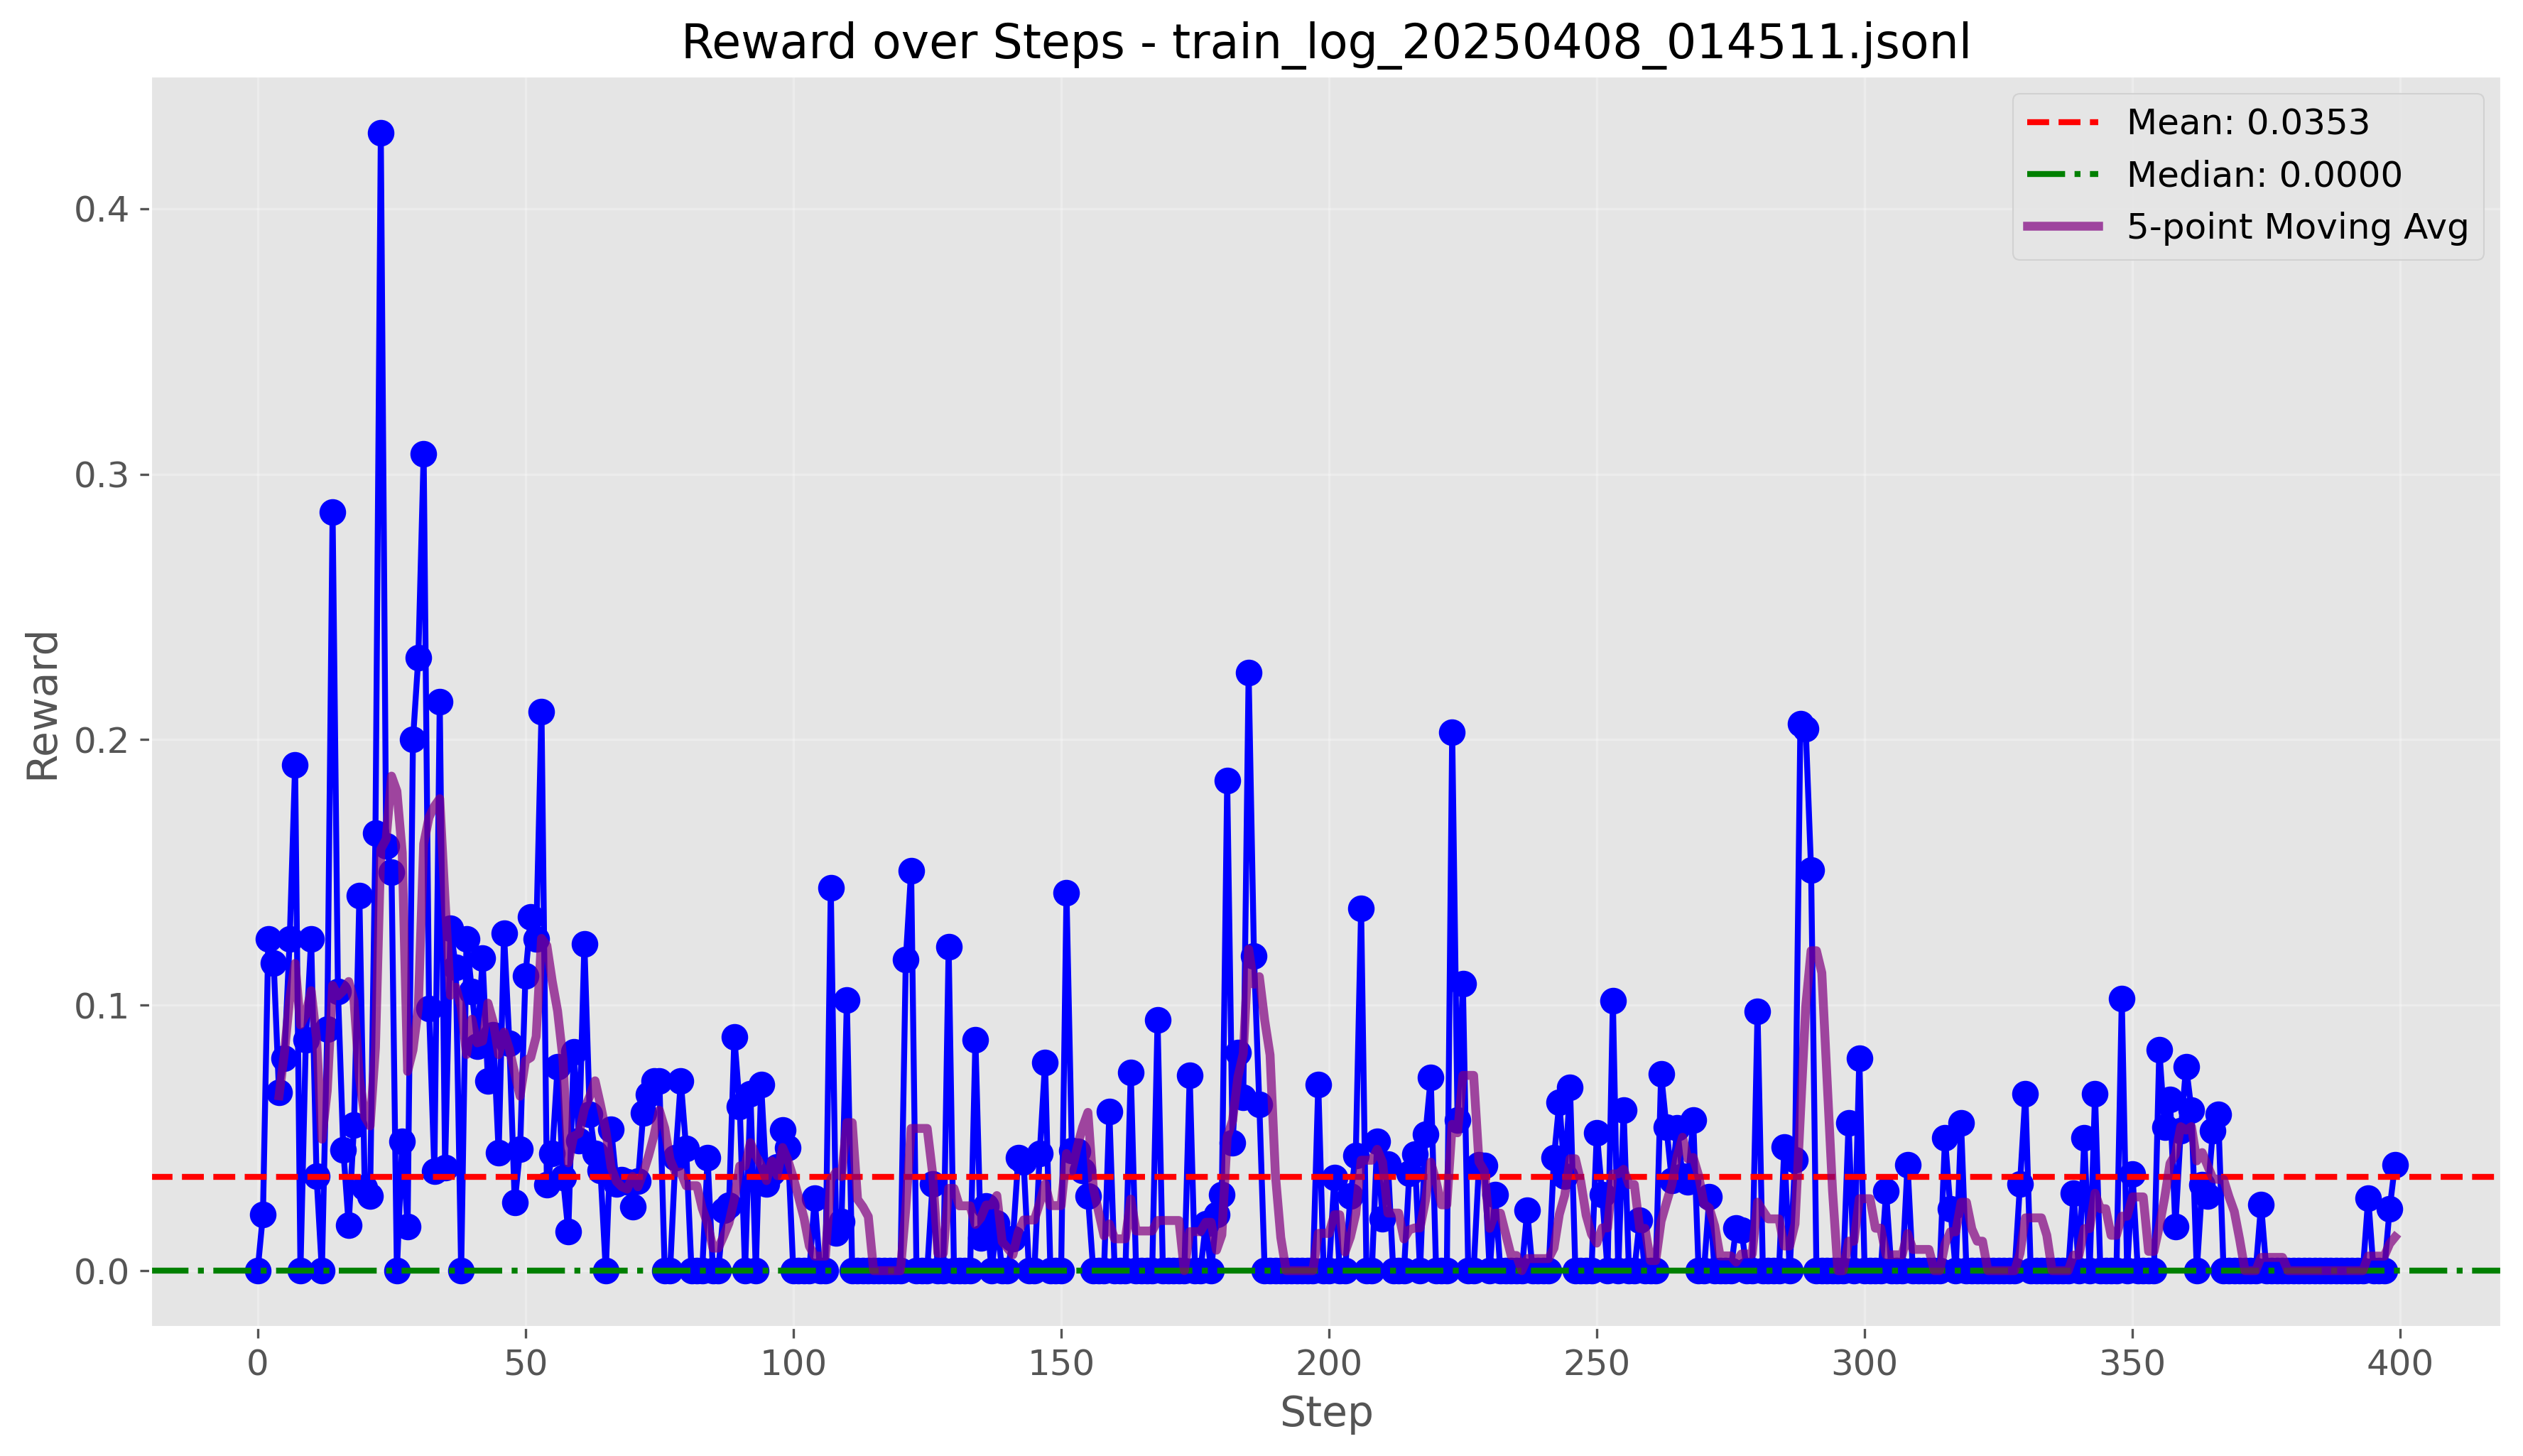 Reward over Steps - train_log_20250408_014511.jsonl
Mean: 0.0353
Median: 0.0000
5-point Moving Avg
Reward
0.4
0.3
0.2
0.1
0.0
0 50 100 150 200 250 300 350 400
Step